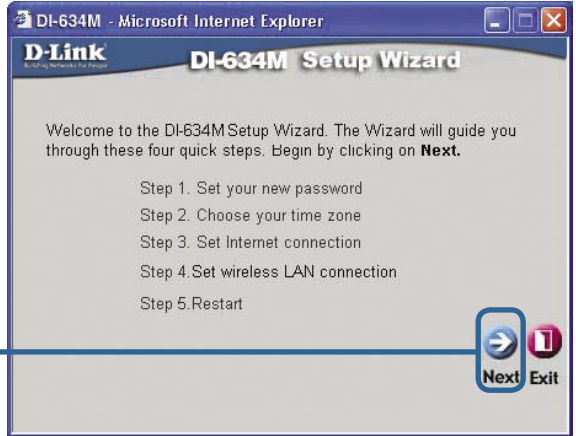 DI-634M - Microsoft Internet Explorer
D-Link
Building Networks for People
DI-634M Setup Wizard
Welcome to the DI-634M Setup Wizard. The Wizard will guide you
through these four quick steps. Begin by clicking on Next.
Step 1. Set your new password
Step 2. Choose your time zone
Step 3. Set Internet connection
Step 4.Set wireless LAN connection
Step 5.Restart
Next Exit